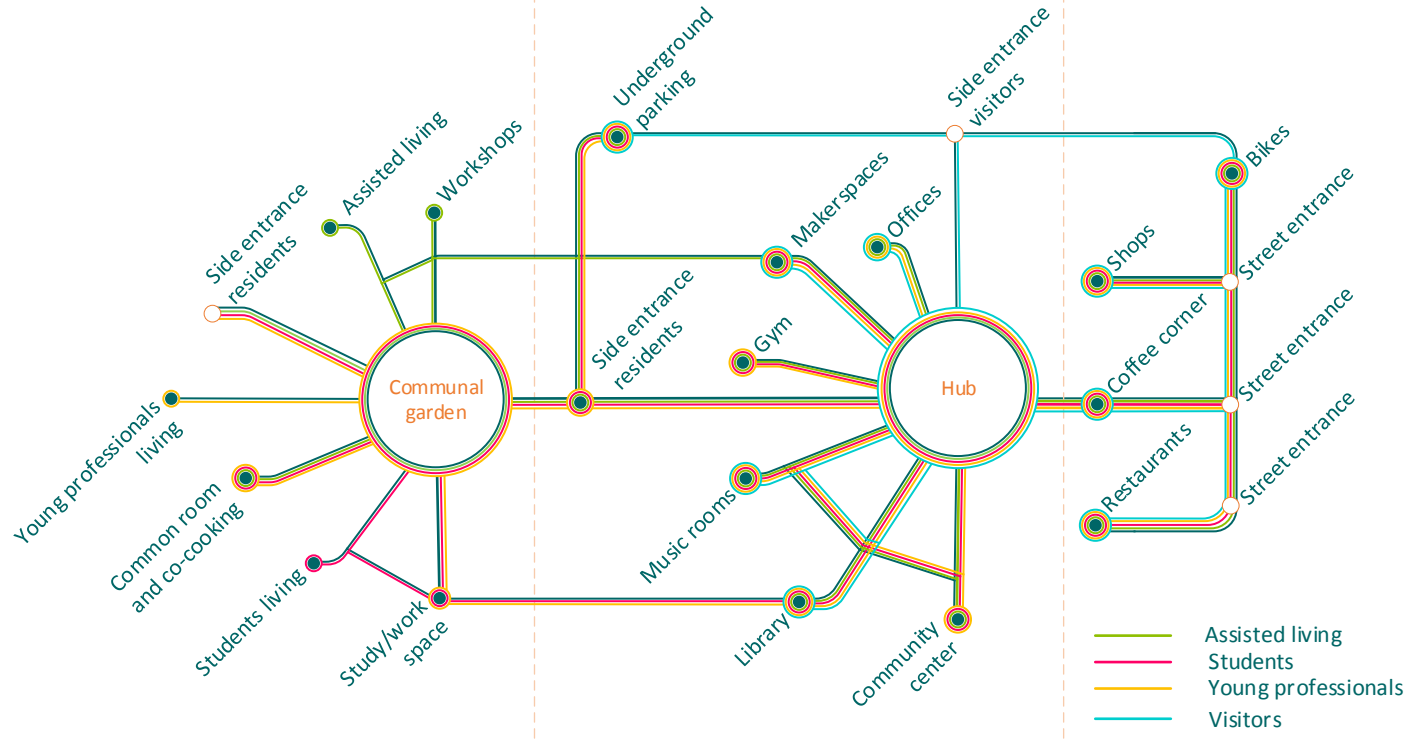 Underground
parking
Side entrance
visitors
Bikes
Assisted living
Workshops
Makerspaces
Offices
Side entrance
residents
Shops
Street entrance
Side entrance
residents
Gym
Coffee corner
Street entrance
Communal
garden
Hub
Young professionals
living
Common room
and co-cooking
Music rooms
Restaurants
Street entrance
Students living
Study/work
space
Library
Community
center
Assisted living
Students
Young professionals
Visitors